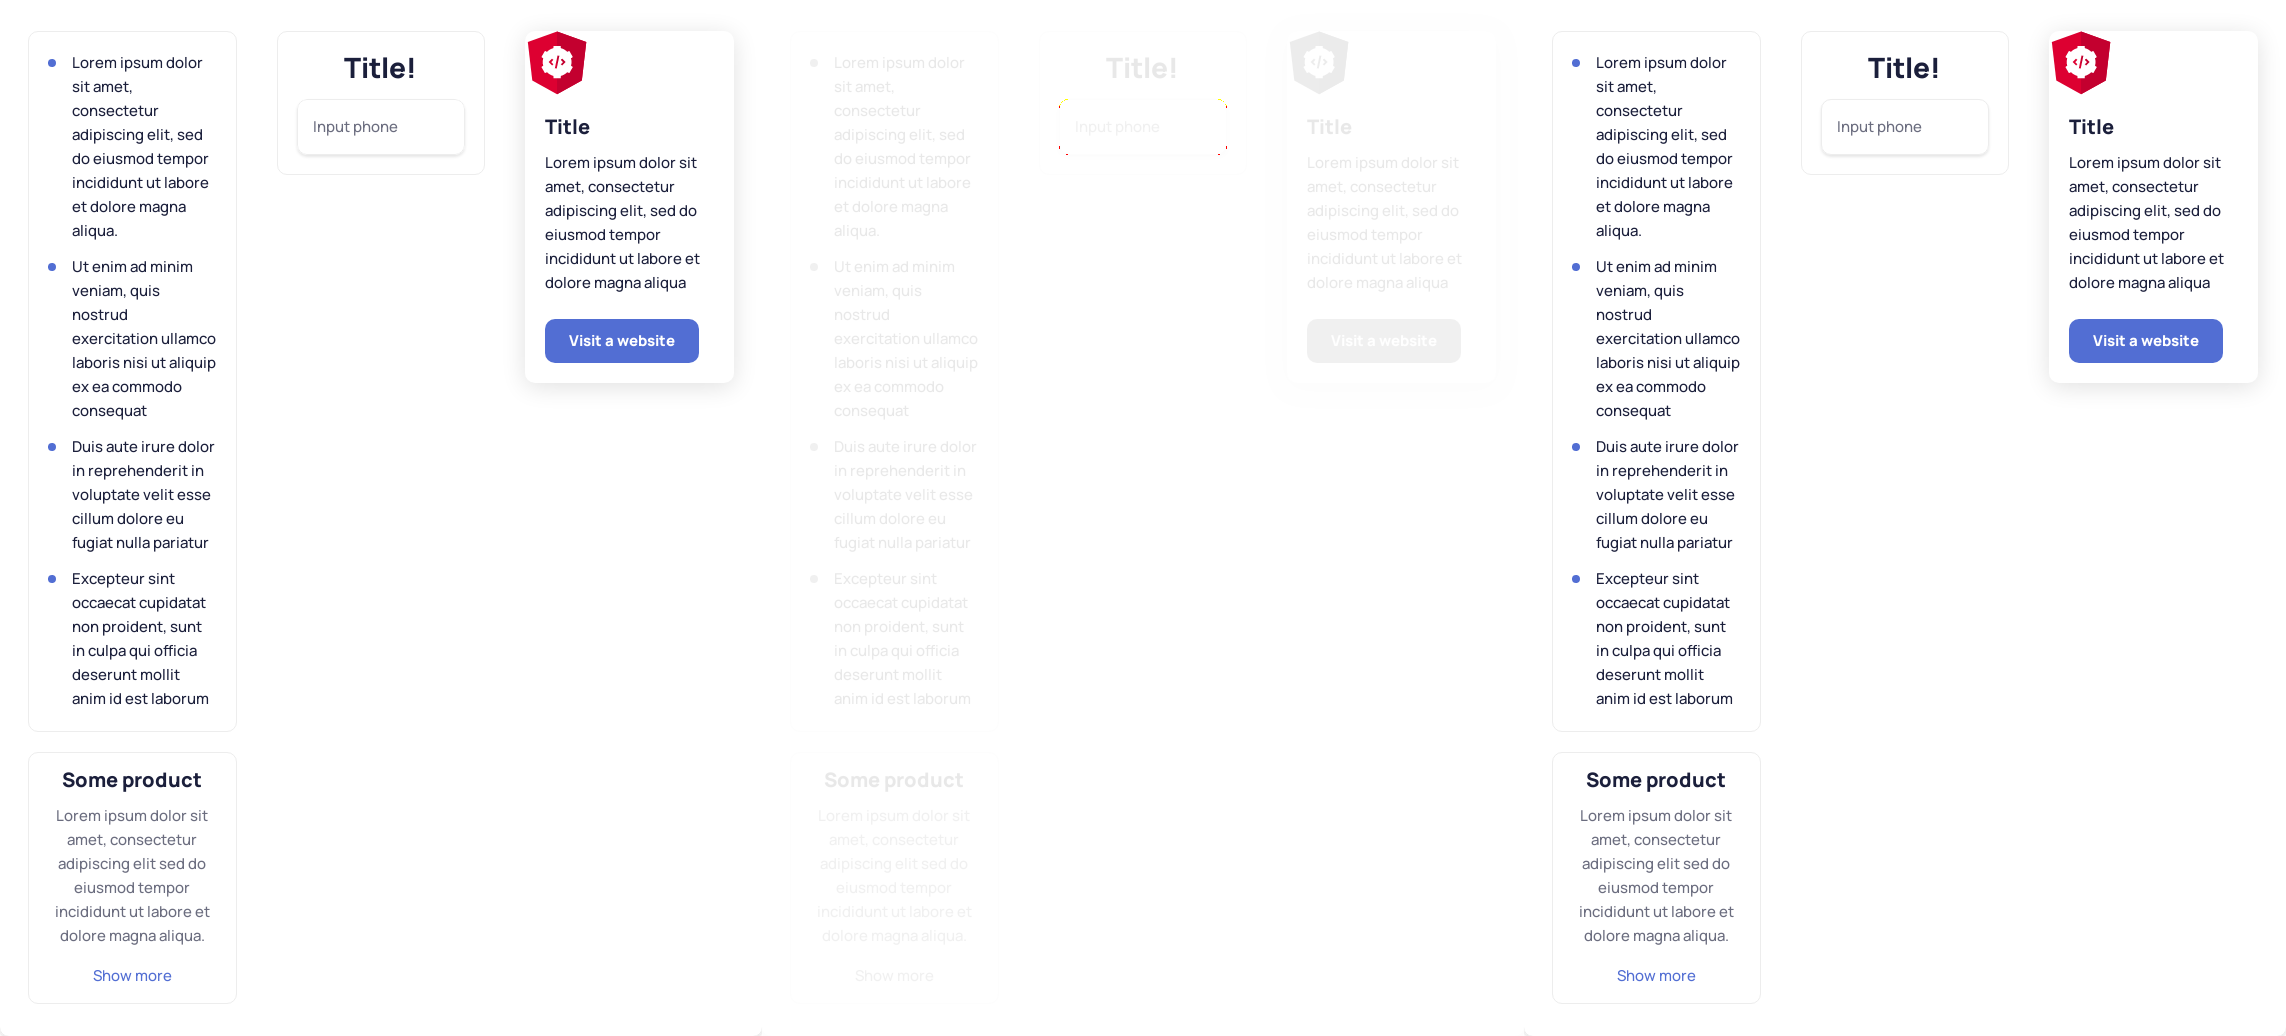 Lorem ipsum dolor
sit amet,
consectetur
adipiscing elit, sed
do eiusmod tempor
incididunt ut labore
et dolore magna
aliqua.
Ut enim ad minim
veniam, quis
nostrud
exercitation ullamco
laboris nisi ut aliquip
ex ea commodo
consequat
Duis aute irure dolor
in reprehenderit in
voluptate velit esse
cillum dolore eu
fugiat nulla pariatur
Excepteur sint
occaecat cupidatat
non proident, sunt
in culpa qui officia
deserunt mollit
anim id est laborum
Some product
Lorem ipsum dolor sit
amet, consectetur
adipiscing elit sed do
eiusmod tempor
incididunt ut labore et
dolore magna aliqua.
Show more
Title!
Input phone
Title
Lorem ipsum dolor sit
amet, consectetur
adipiscing elit, sed do
eiusmod tempor
incididunt ut labore et
dolore magna aliqua
Visit a website
Lorem ipsum dolor
sit amet,
consectetur
adipiscing elit, sed
do eiusmod tempor
incididunt ut labore
et dolore magna
aliqua.
Ut enim ad minim
veniam, quis
nostrud
exercitation ullamco
laboris nisi ut aliquip
ex ea commodo
consequat
Duis aute irure dolor
in reprehenderit in
voluptate velit esse
cillum dolore eu
fugiat nulla pariatur
Excepteur sint
occaecat cupidatat
non proident, sunt
in culpa qui officia
deserunt mollit
anim id est laborum
Some product
Lorem ipsum dolor sit
amet, consectetur
adipiscing elit sed do
eiusmod tempor
incididunt ut labore et
dolore magna aliqua.
Show more
Title!
Input phone
Title
Lorem ipsum dolor sit
amet, consectetur
adipiscing elit, sed do
eiusmod tempor
incididunt ut labore et
dolore magna aliqua
Visit a website
Lorem ipsum dolor
sit amet,
consectetur
adipiscing elit, sed
do eiusmod tempor
incididunt ut labore
et dolore magna
aliqua.
Ut enim ad minim
veniam, quis
nostrud
exercitation ullamco
laboris nisi ut aliquip
ex ea commodo
consequat
Duis aute irure dolor
in reprehenderit in
voluptate velit esse
cillum dolore eu
fugiat nulla pariatur
Excepteur sint
occaecat cupidatat
non proident, sunt
in culpa qui officia
deserunt mollit
anim id est laborum
Some product
Lorem ipsum dolor sit
amet, consectetur
adipiscing elit sed do
eiusmod tempor
incididunt ut labore et
dolore magna aliqua.
Show more
Title!
Input phone
Title
Lorem ipsum dolor sit
amet, consectetur
adipiscing elit, sed do
eiusmod tempor
incididunt ut labore et
dolore magna aliqua
Visit a website